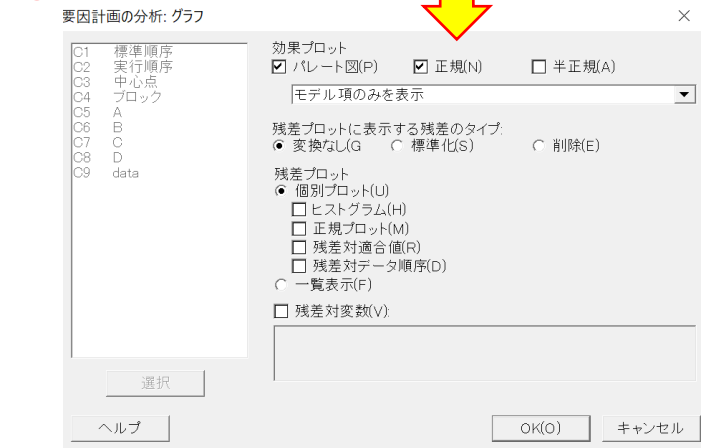 要因計画の分析: グラフ
C1 標準順序
C2 実行順序
C3 中心点
C4 ブロック
C5 A
C6 B
C7 C
C8 D
C9 data
選択
ヘルプ
効果プロット
パレート図(P) 正規(N) 半正規(A)
モデル項のみを表示
残差プロットに表示する残差のタイプ:
変換なし(G 標準化(S) 削除(E)
残差プロット
個別プロット(U)
ヒストグラム(H)
正規プロット(M)
残差対適合値(R)
残差対データ順序(D)
一覧表示(F)
残差対変数(V):
OK(O) キャンセル